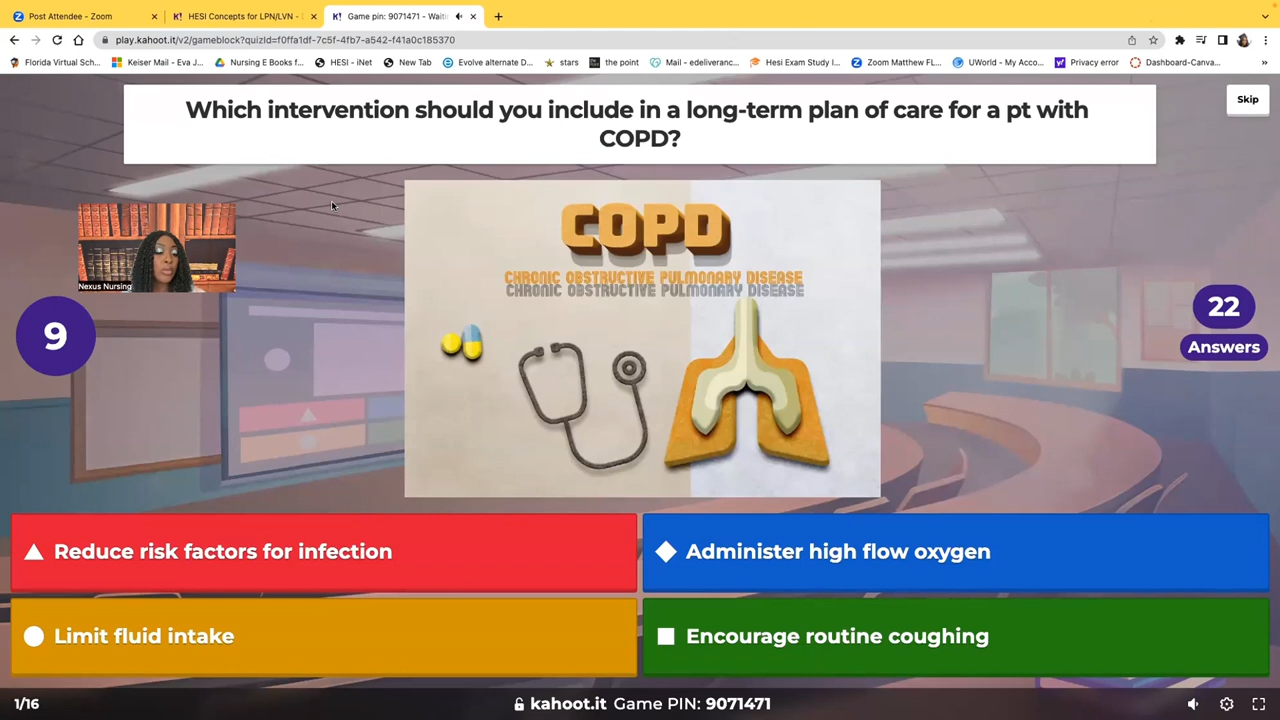 Post Attendee - Zoom
HESI Concepts for LPN/LVN -
Game pin: 9071471 - Waiti
play.kahoot.it/v2/gameblock?quizId=f0ffa1df-7c5f-4fb7-a542-f41a0c185370
Florida Virtual Sch...
Keiser Mail - Eva J...
Nursing E Books f...
HESI - iNet
New Tab
Evolve alternate D...
stars
the point
Mail - edeliveranc...
Hesi Exam Study I...
Zoom Matthew FL...
UWorld - My Acco...
Privacy error
Dashboard-Canva...
»
Which intervention should you include in a long-term plan of care for a pt with
COPD?
Skip
COPD
CHRONIC OBSTRUCTIVE PULMONARY DISEASE
CHRONIC OBSTRUCTIVE PULMONARY DISEASE
Nexus Nursing
9
22
Answers
Reduce risk factors for infection
Administer high flow oxygen
Limit fluid intake
Encourage routine coughing
1/16
kahoot.it Game PIN: 9071471